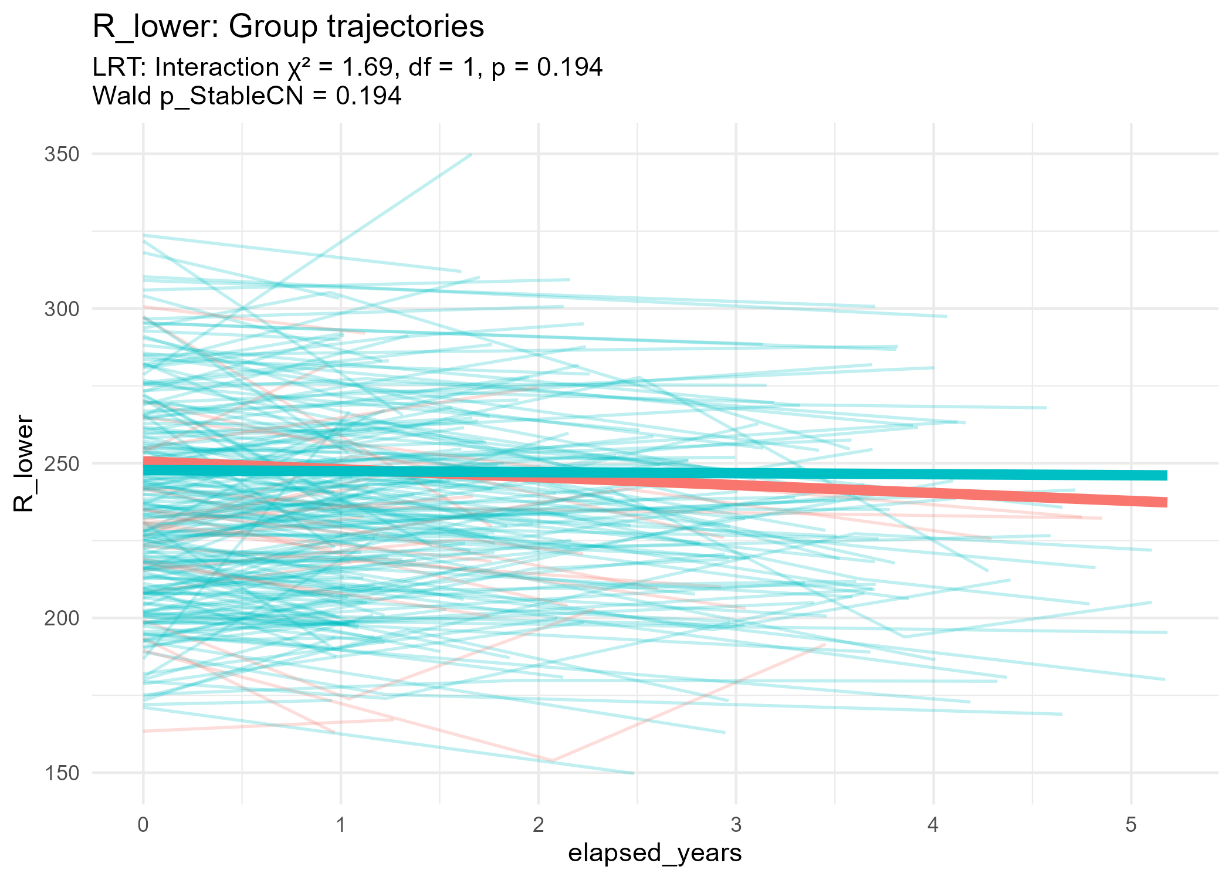 R_lower: Group trajectories
LRT: Interaction χ² = 1.69, df = 1, p = 0.194
Wald p_StableCN = 0.194
350
300
250
200
150
R_lower
0 1 2 3 4 5
elapsed_years